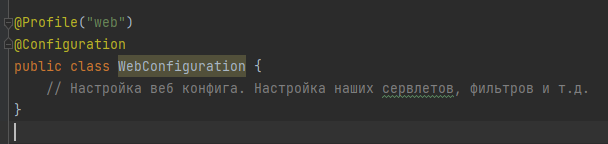 @Profile("web")
@Configuration
public class WebConfiguration {
// Настройка веб конфига. Настройка наших сервлетов, фильтров и т.д.
}